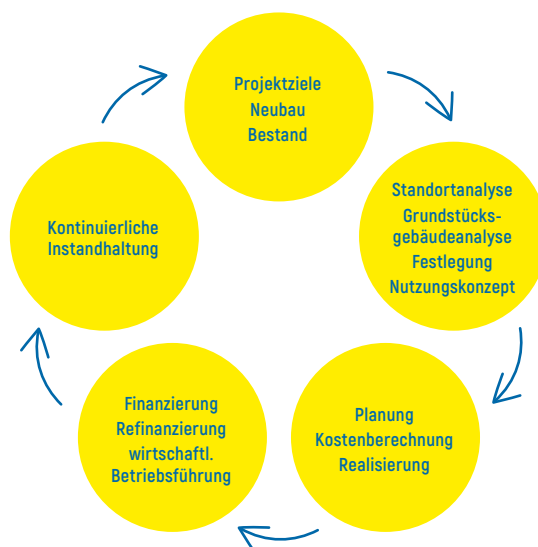 Projektziele
Neubau
Bestand
Standortanalyse
Grundstücks-
gebäudeanalyse
Festlegung
Nutzungskonzept
Planung
Kostenberechnung
Realisierung
Finanzierung
Refinanzierung
wirtschaftl.
Betriebsführung
Kontinuierliche
Instandhaltung